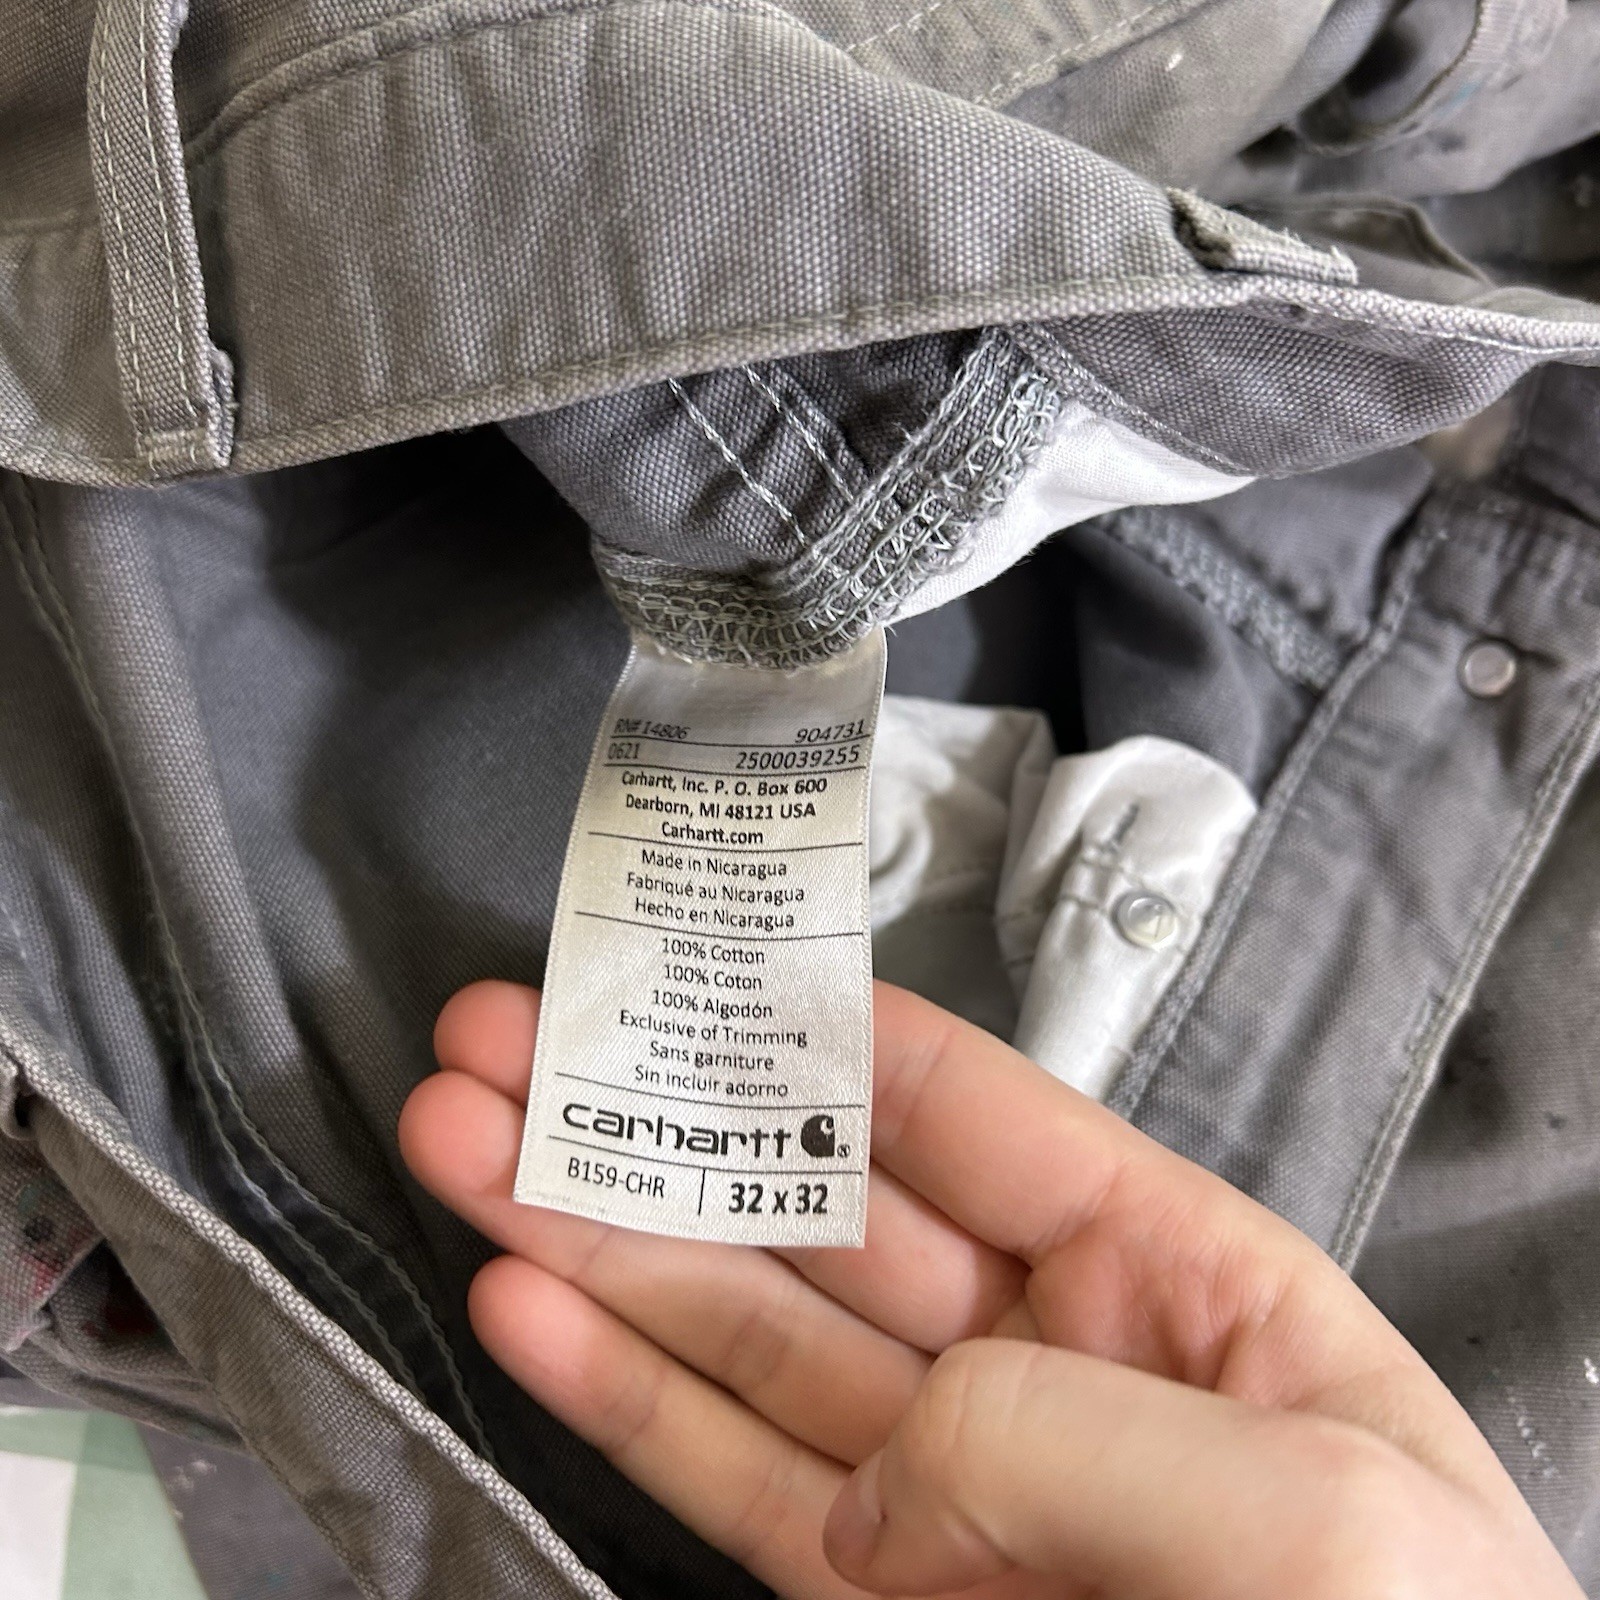 RN# 14806 904731
0621 2500039255
Carhartt, Inc. P. O. Box 600
Dearborn, MI 48121 USA
Carhartt.com
Made in Nicaragua
Fabriqué au Nicaragua
Hecho en Nicaragua
100% Cotton
100% Coton
100% Algodón
Exclusive of Trimming
Sans garniture
Sin incluir adorno
carhartt ®
B159-CHR 32 x 32